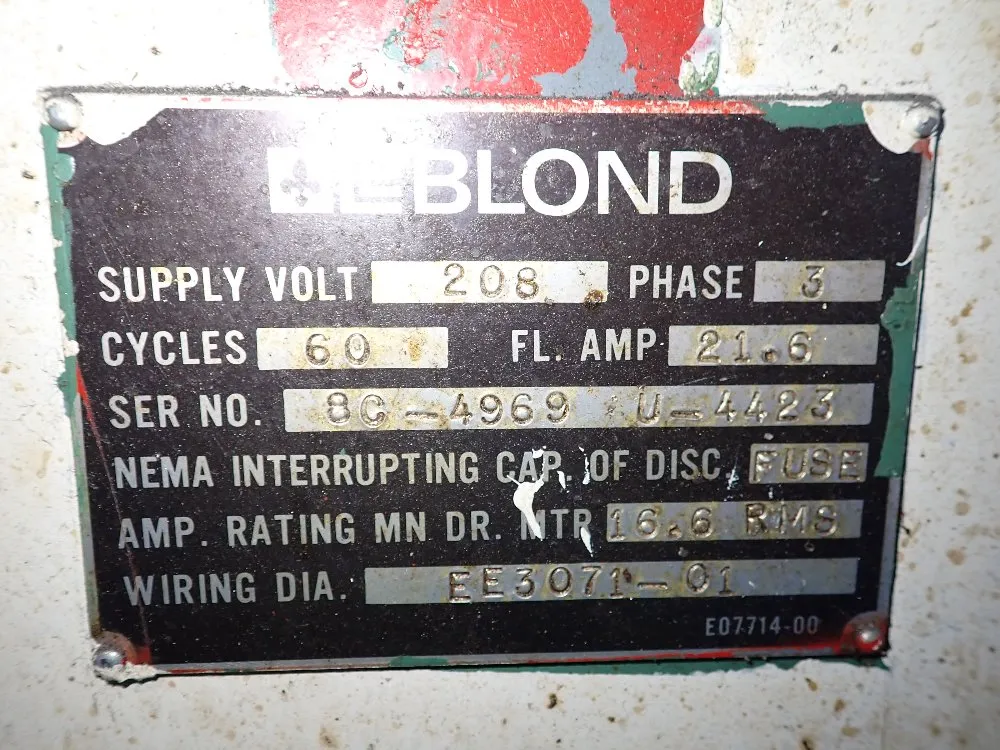 LEBLOND
SUPPLY VOLT 208 PHASE 3
CYCLES 60 FL. AMP 21.6
SER NO. 8C-4969 U-4423
NEMA INTERRUPTING CAP. OF DISC. FUSE
AMP. RATING MN DR. MTR 16.6 RMS
WIRING DIA. EE3071-01
E07714-00